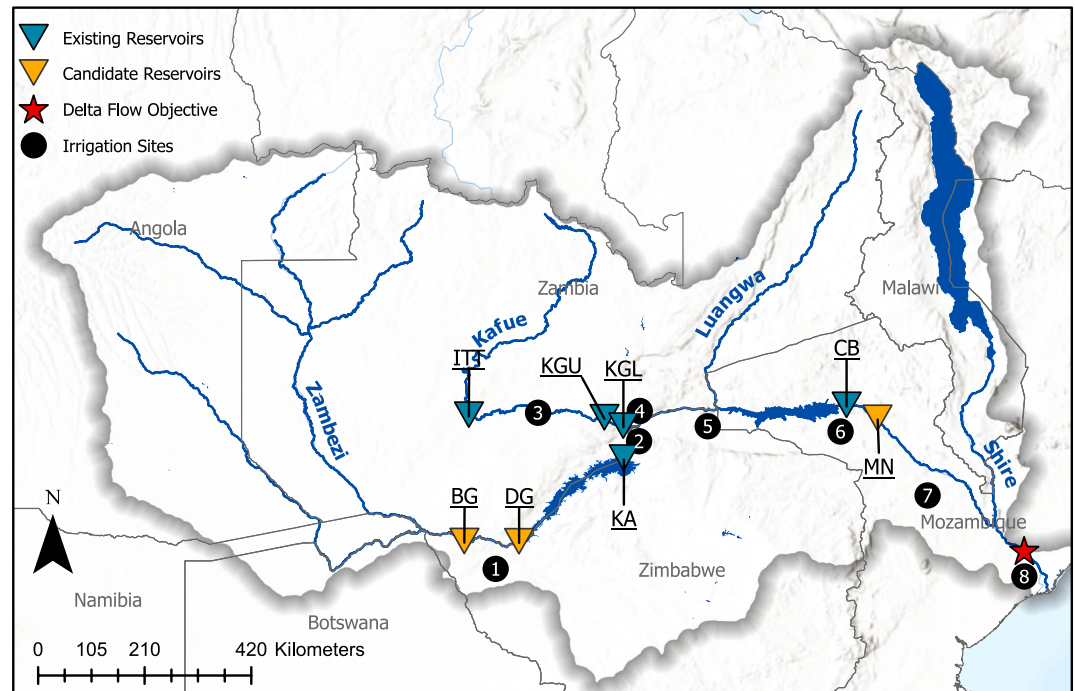 Existing Reservoirs
Candidate Reservoirs
Delta Flow Objective
Irrigation Sites
Angola
Zambia
Malawi
Luangwa
Kafue
ITT
KGU
KGL
CB
Zambezi
3
4
5
6
2
MN
Shire
BG
DG
KA
7
Mozambique
N
1
Zimbabwe
8
Namibia
Botswana
0 105 210 420 Kilometers